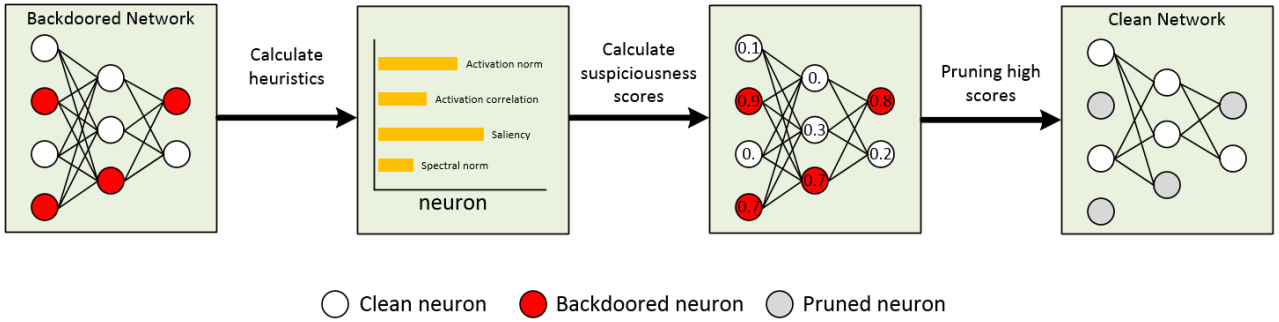 Backdoored Network
Calculate
heuristics
Activation norm
Activation correlation
Saliency
Spectral norm
neuron
Calculate
suspiciousness
scores
0.1
0.
0.9
0.8
0.3
0.
0.2
0.7
0.7
Pruning high
scores
Clean Network
Clean neuron
Backdoored neuron
Pruned neuron